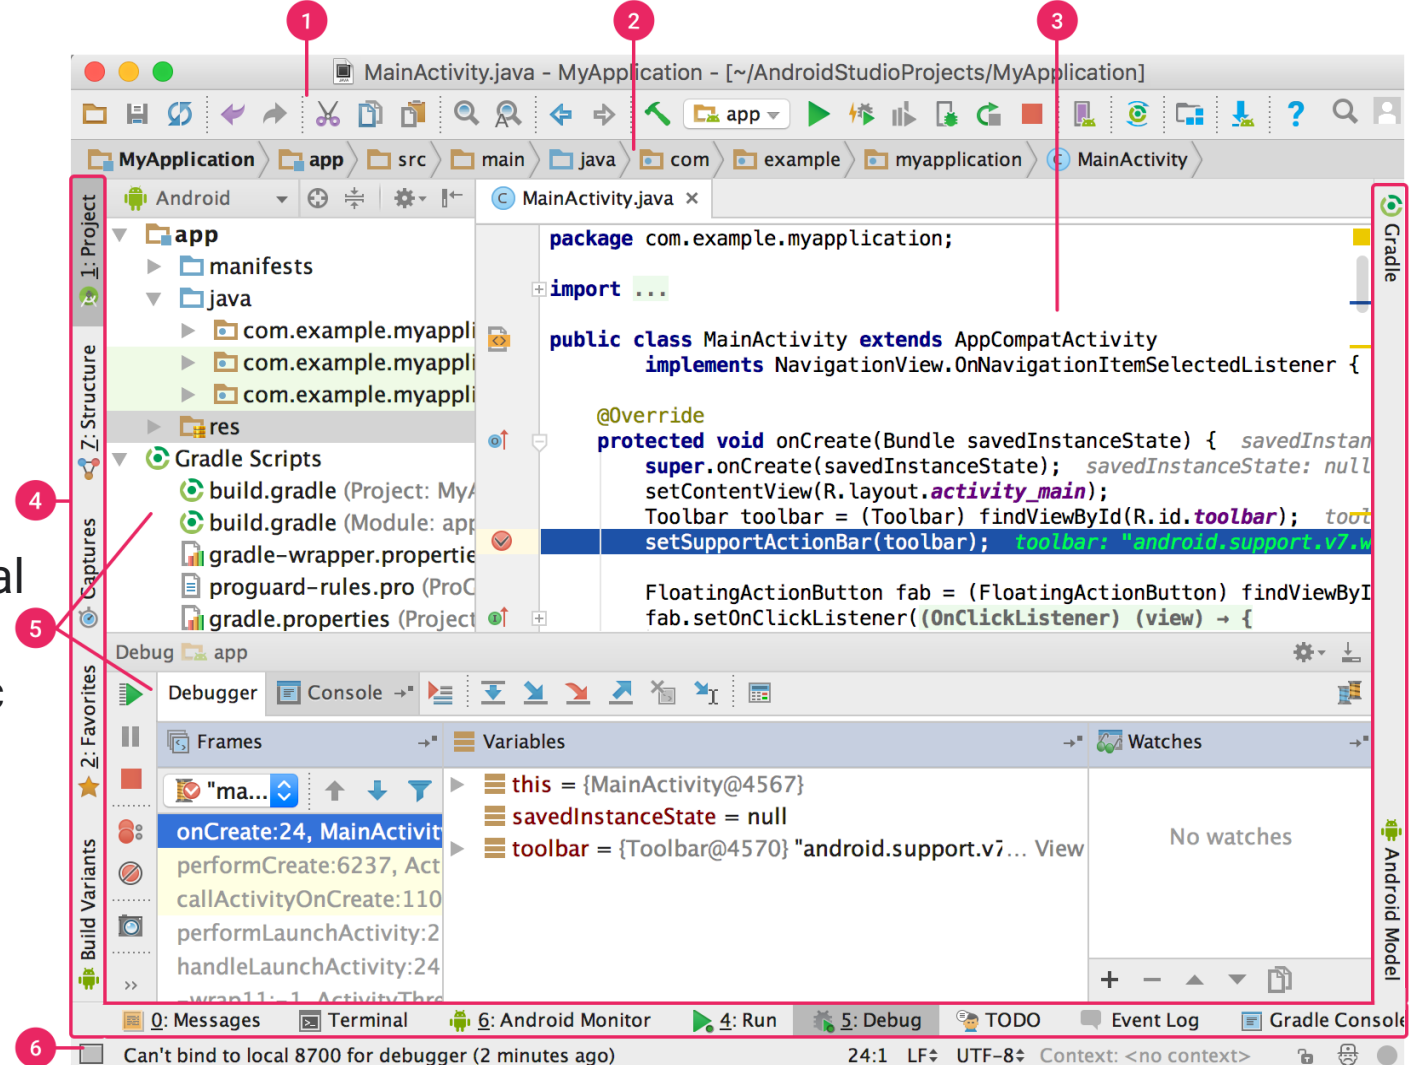 1
2
3
MainActivity.java - MyApplication - [~/AndroidStudioProjects/MyApplication]
app
?
MyApplication
app
src
main
java
com
example
myapplication
MainActivity
1: Project
Android
MainActivity.java
Gradle
app
package com.example.myapplication;
manifests
import ...
java
com.example.myappli
public class MainActivity extends AppCompatActivity
com.example.myappli
implements NavigationView.OnNavigationItemSelectedListener {
com.example.myappli
Z: Structure
@Override
res
protected void onCreate(Bundle savedInstanceState) { savedInstan
Gradle Scripts
super.onCreate(savedInstanceState); savedInstanceState: null
build.gradle (Project: MyA
setContentView(R.layout.activity_main);
4
build.gradle (Module: app
Toolbar toolbar = (Toolbar) findViewById(R.id.toolbar); tool
Captures
gradle-wrapper.propertie
setSupportActionBar(toolbar); toolbar: "android.support.v7.w
al
proguard-rules.pro (ProC
FloatingActionButton fab = (FloatingActionButton) findViewByI
5
gradle.properties (Project
fab.setOnClickListener((OnClickListener) (view) → {
Debug app
c
2: Favorites
Debugger
Console
Frames
Variables
Watches
"ma...
this = {MainActivity@4567}
savedInstanceState = null
onCreate:24, MainActivit
toolbar = {Toolbar@4570} "android.support.v7... View
No watches
performCreate:6237, Act
callActivityOnCreate:110
Build Variants
performLaunchActivity:2
Android Model
handleLaunchActivity:24
-wrap11:-1, ActivityThre
0: Messages
Terminal
6: Android Monitor
4: Run
5: Debug
TODO
Event Log
Gradle Console
6
Can't bind to local 8700 for debugger (2 minutes ago)
24:1 LF UTF-8 Context: <no context>